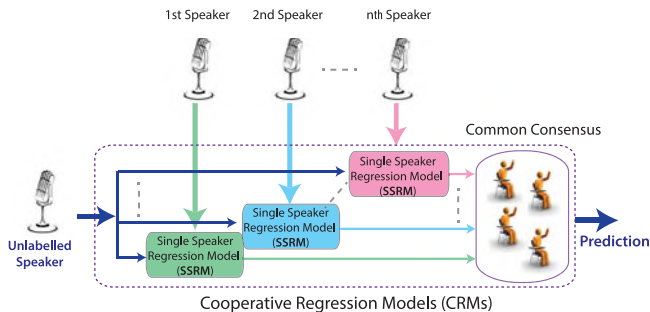 1st Speaker
2nd Speaker
nth Speaker
Common Consensus
Single Speaker
Regression Model
(SSRM)
Single Speaker
Regression Model
(SSRM)
Single Speaker
Regression Model
(SSRM)
Unlabelled
Speaker
Prediction
Cooperative Regression Models (CRMs)